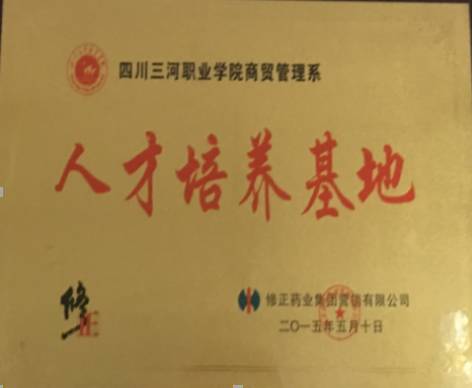 四川三河职业学院商贸管理系
人才培养基地
修正
修正药业集团营销有限公司
二〇一五年五月十日